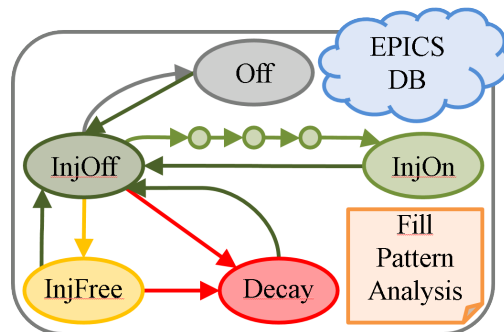 EPICS
DB
Off
InjOff
InjOn
Fill
Pattern
Analysis
InjFree
Decay